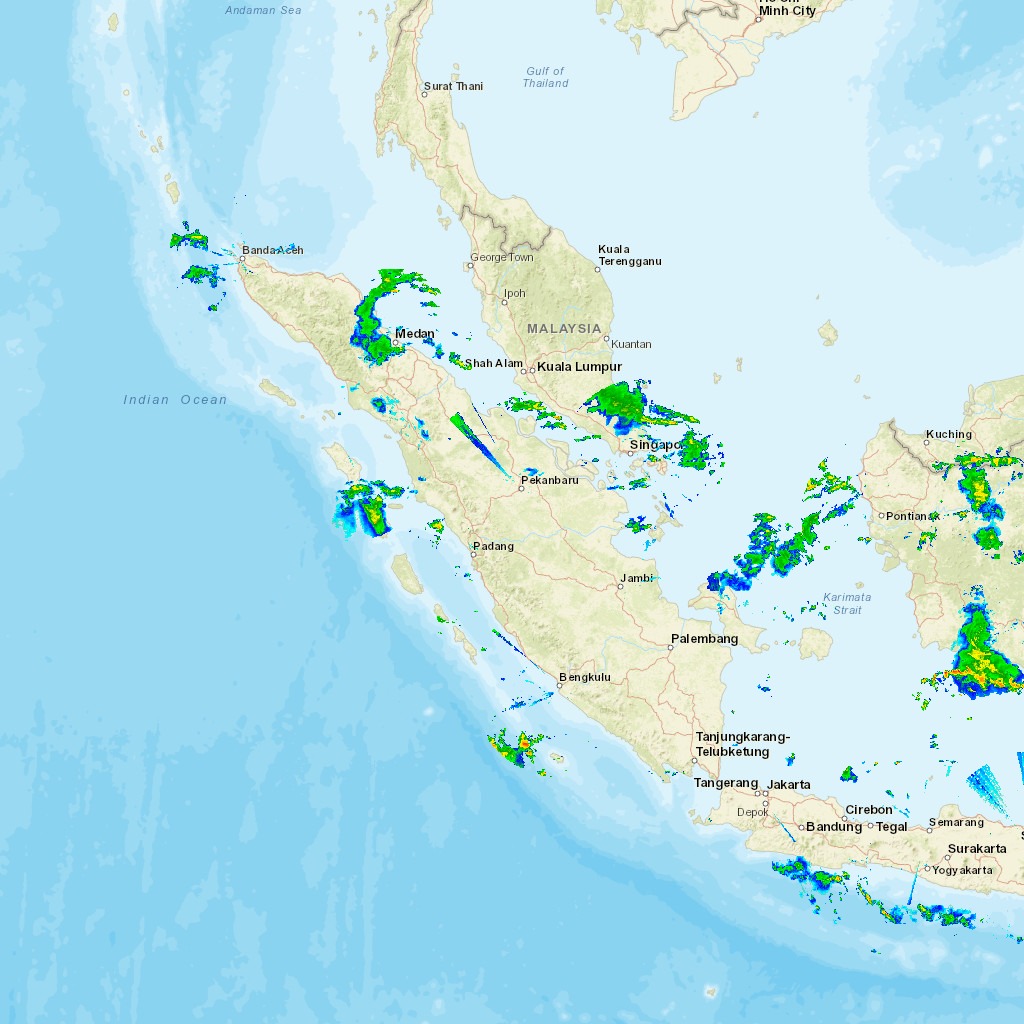 Andaman Sea
Minh City
Gulf of
Thailand
Surat Thani
Banda Aceh
George Town
Kuala
Terengganu
Ipoh
MALAYSIA
Medan
Kuantan
Shah Alam
Kuala Lumpur
Indian Ocean
Kuching
Singapo
Pekanbaru
Pontianak
Padang
Jambi
Karimata
Strait
Palembang
Bengkulu
Tanjungkarang-
Telubketung
Tangerang
Jakarta
Depok
Cirebon
Bandung
Tegal
Semarang
Surakarta
Yogyakarta